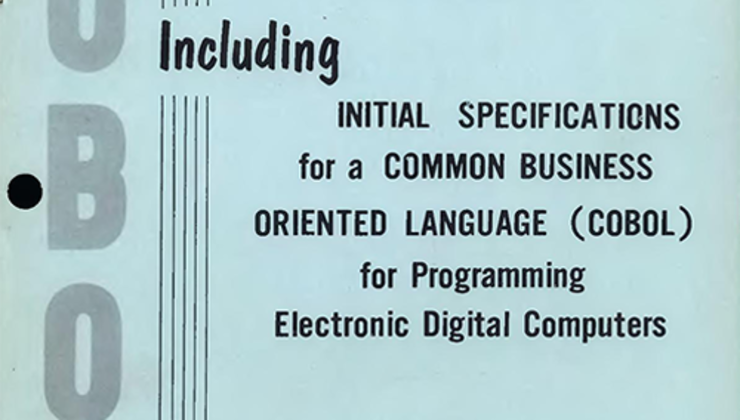 O
B
O
Including
INITIAL SPECIFICATIONS
for a COMMON BUSINESS
ORIENTED LANGUAGE (COBOL)
for Programming
Electronic Digital Computers